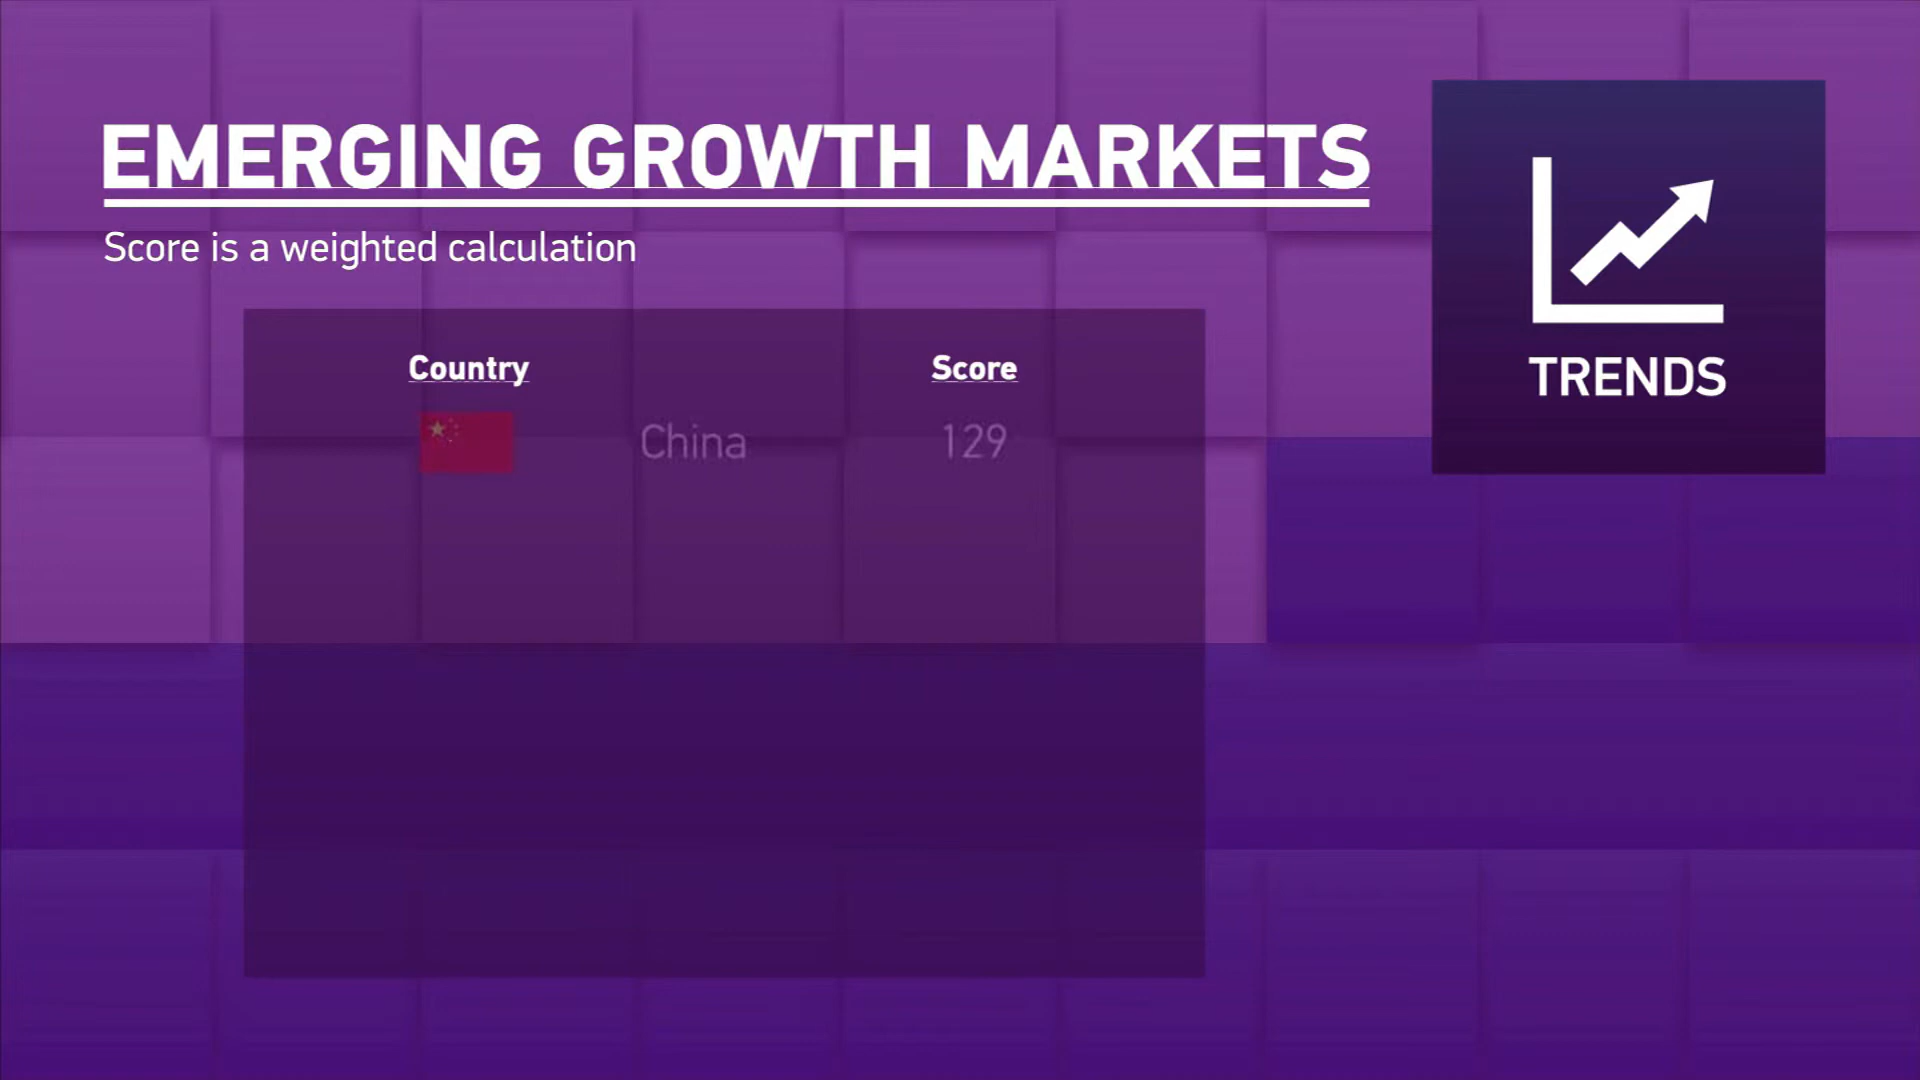 EMERGING GROWTH MARKETS
Score is a weighted calculation
TRENDS
Country Score
China 129